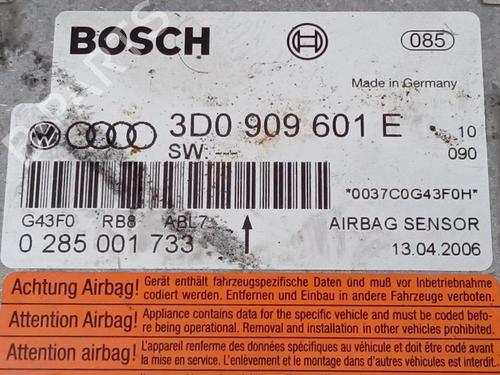 BOSCH
085
Made in Germany
3D0 909 601 E
10
SW: ---
090
*0037C0G43F0H*
G43F0 RB8 ABL7
AIRBAG SENSOR
0 285 001 733
13.04.2006
Achtung Airbag!
Gerät enthält fahrzeugspezifische Daten und muß vor Inbetriebnahme
codiert werden. Entfernen und Einbau in andere Fahrzeuge verboten.
Attention Airbag!
Appliance contains data for the specific vehicle and must be coded befo-
re being operational. Removal and installation in other vehicles prohibited.
Attention airbag!
L'appareil renferme des données spécifiques au véhicule et doit être codé avant
la mise en service. L'enlèvement et le montage dans d'autres véhicules est interdit.